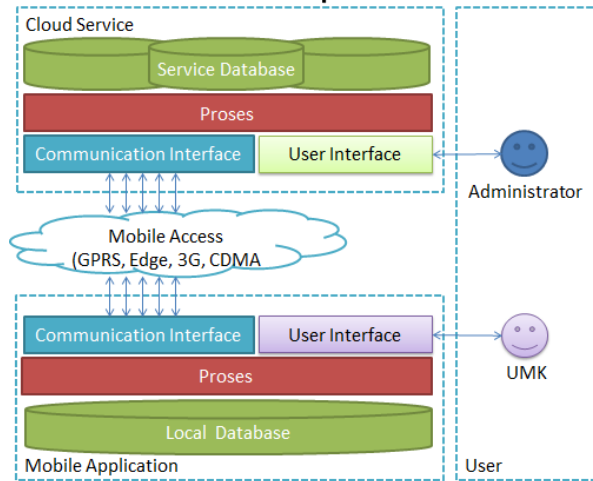 Cloud Service
Service Database
Proses
Communication Interface
User Interface
Administrator
Mobile Access
(GPRS, Edge, 3G, CDMA
Communication Interface
User Interface
UMK
Proses
Local Database
Mobile Application
User